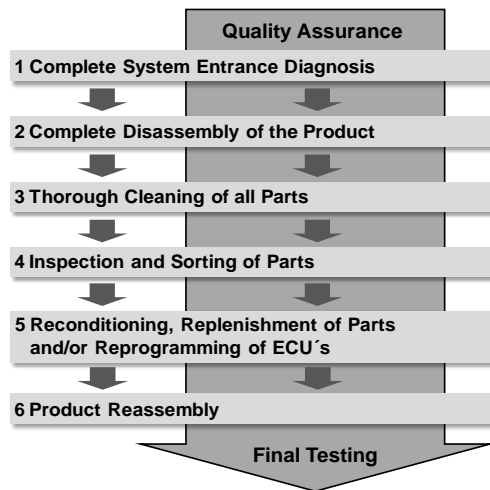 Quality Assurance
1 Complete System Entrance Diagnosis
2 Complete Disassembly of the Product
3 Thorough Cleaning of all Parts
4 Inspection and Sorting of Parts
5 Reconditioning, Replenishment of Parts
and/or Reprogramming of ECU´s
6 Product Reassembly
Final Testing